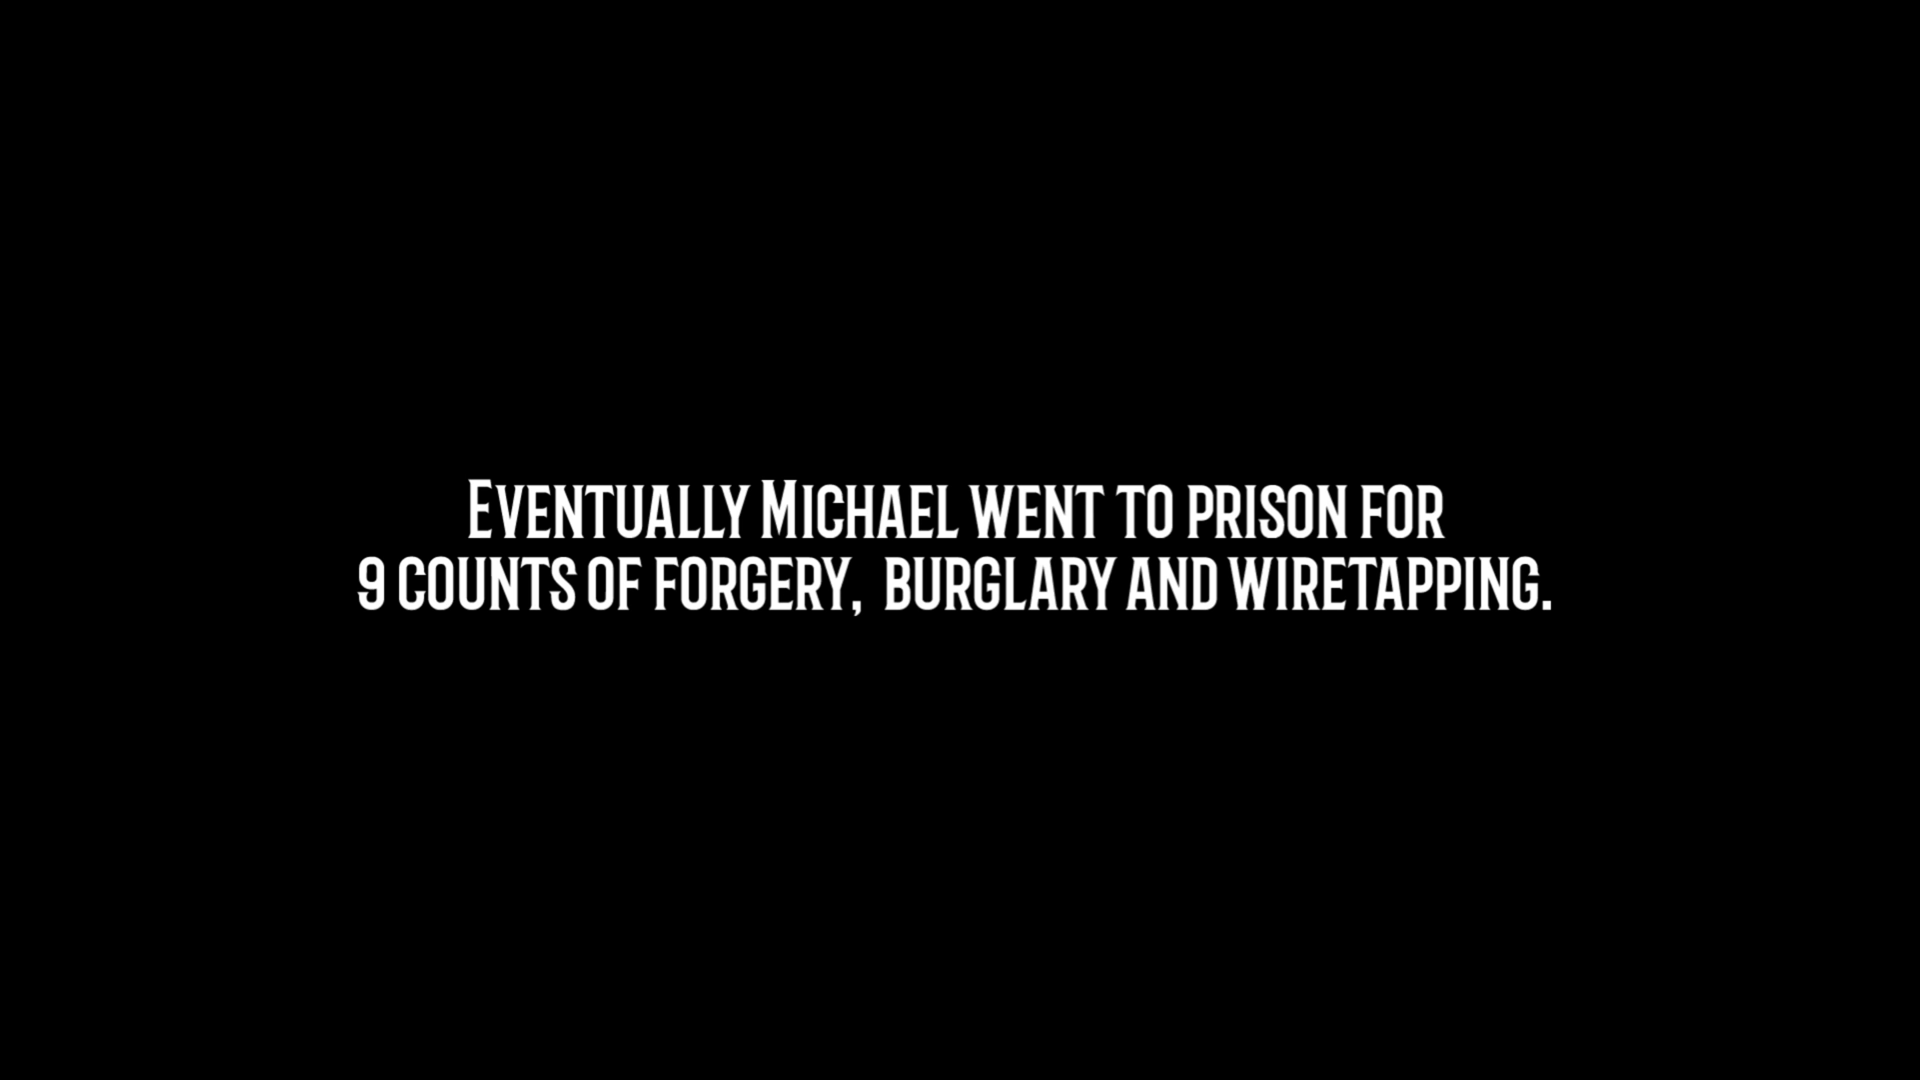 Eventually Michael went to prison for
9 counts of forgery,  burglary and wiretapping.